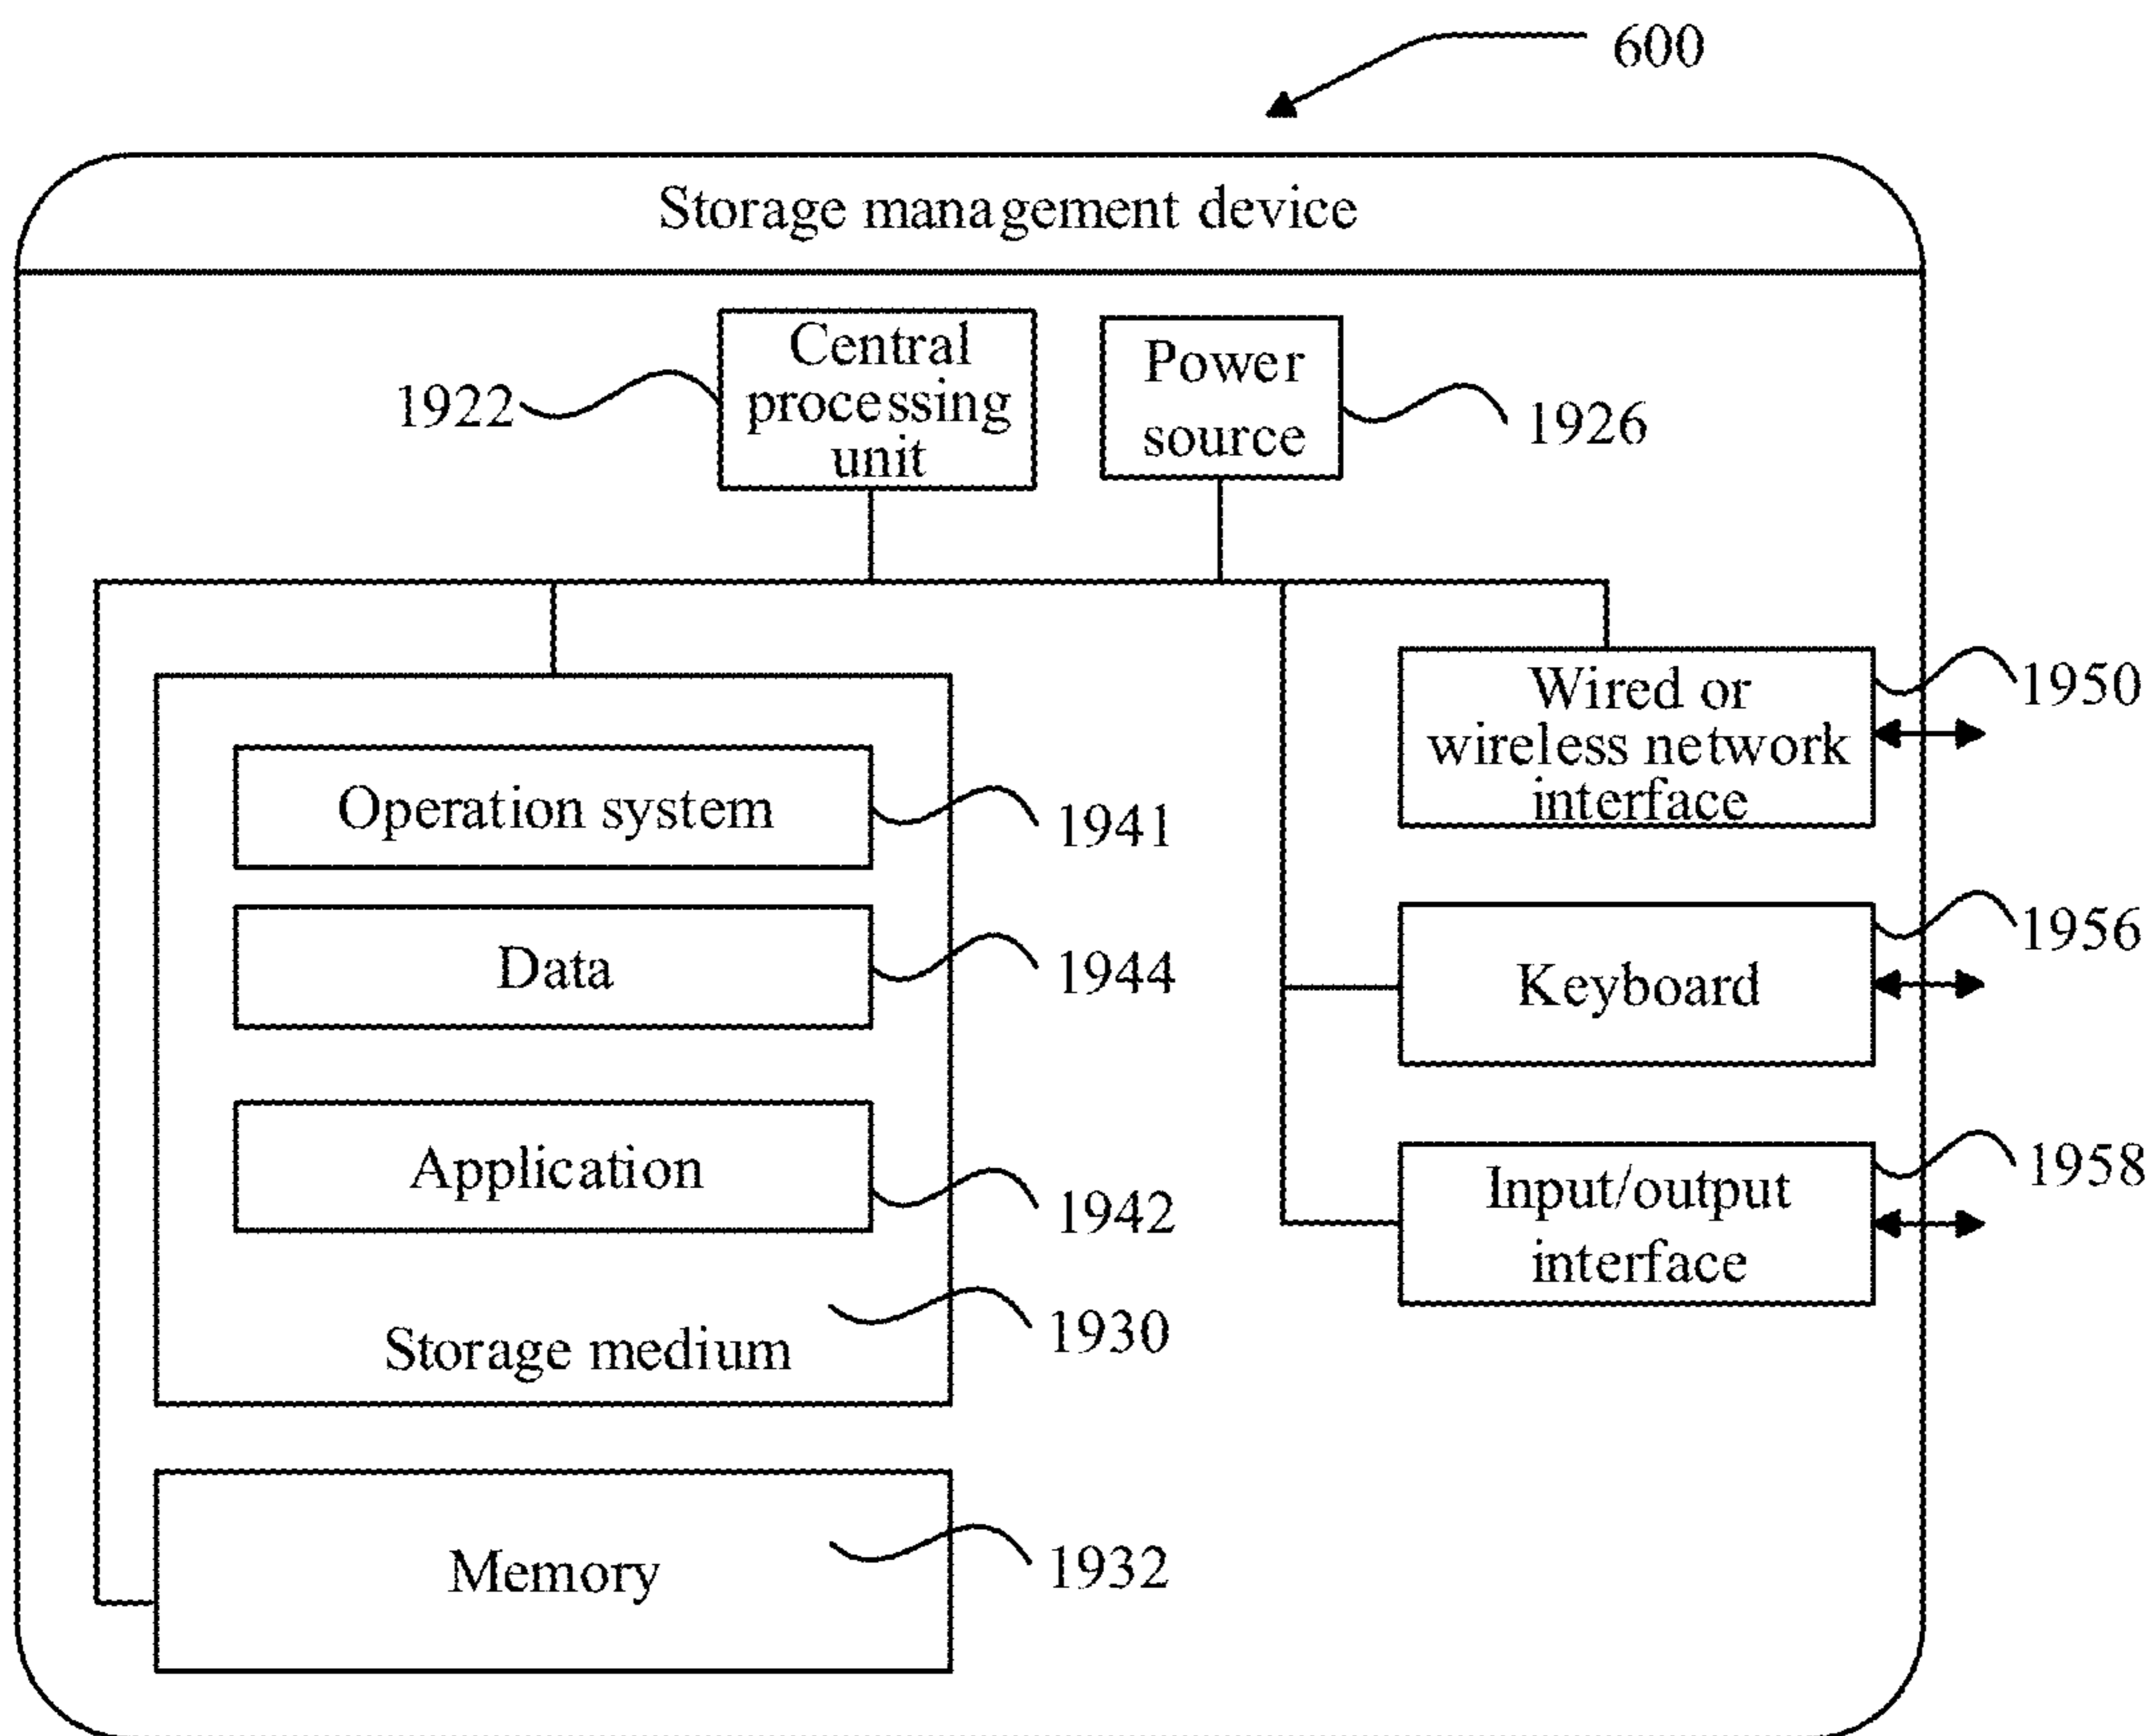 600
Storage management device
Central
processing
unit
1922
Power
source
1926
Wired or
wireless network
interface
1950
Operation system
1941
Data
1944
Keyboard
1956
Application
1942
Input/output
interface
1958
Storage medium
1930
Memory
1932